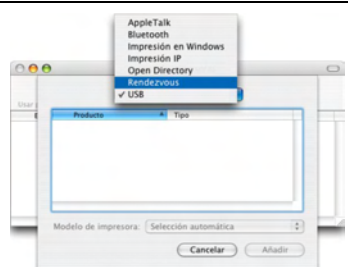 AppleTalk
Bluetooth
Impresión en Windows
Impresión IP
Open Directory
Rendezvous
✓ USB
Usar
Producto Tipo
Modelo de impresora: Selección automática
Cancelar Añadir